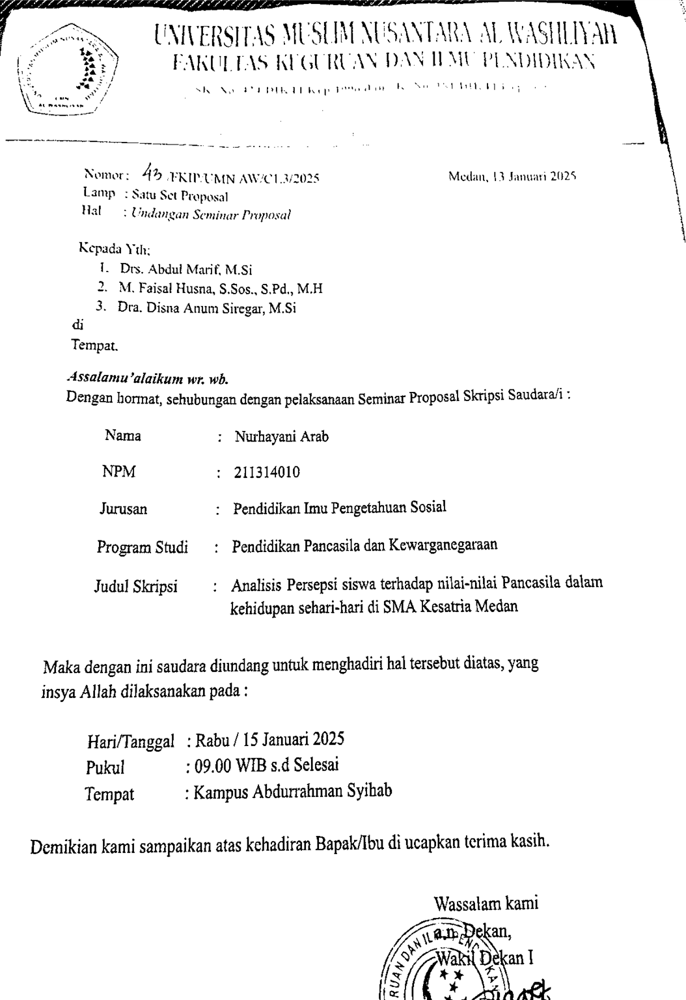 UNIVERSITAS MUSLIM NUSANTARA AL WASHLIYAH
FAKULTAS KEGURUAN DAN ILMU PENDIDIKAN
UMN
AL WASHLIYAH
Nomor : 43 /FKIP.UMN AW/C1.3/2025
Medan, 13 Januari 2025
Lamp : Satu Set Proposal
Hal : Undangan Seminar Proposal
Kepada Yth:
1. Drs. Abdul Marif, M.Si
2. M. Faisal Husna, S.Sos., S.Pd., M.H
3. Dra. Disna Anum Siregar, M.Si
di
Tempat.
Assalamu'alaikum wr. wb.
Dengan hormat, sehubungan dengan pelaksanaan Seminar Proposal Skripsi Saudara/i :
Nama : Nurhayani Arab
NPM : 211314010
Jurusan : Pendidikan Imu Pengetahuan Sosial
Program Studi : Pendidikan Pancasila dan Kewarganegaraan
Judul Skripsi : Analisis Persepsi siswa terhadap nilai-nilai Pancasila dalam
kehidupan sehari-hari di SMA Kesatria Medan
Maka dengan ini saudara diundang untuk menghadiri hal tersebut diatas, yang
insya Allah dilaksanakan pada :
Hari/Tanggal : Rabu / 15 Januari 2025
Pukul : 09.00 WIB s.d Selesai
Tempat : Kampus Abdurrahman Syihab
Demikian kami sampaikan atas kehadiran Bapak/Ibu di ucapkan terima kasih.
Wassalam kami
a.n Dekan,
Wakil Dekan I